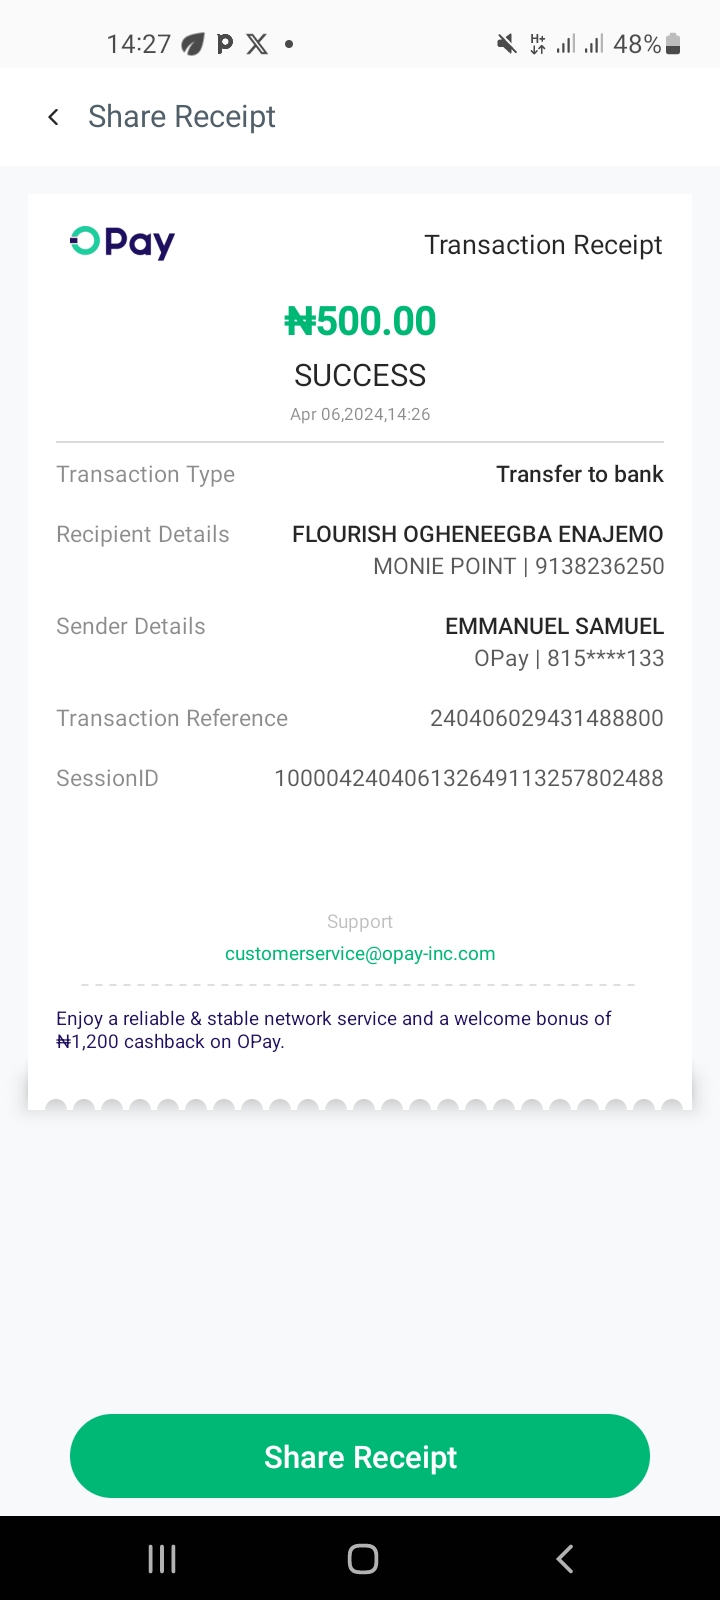 14:27 48%
Share Receipt
OPay Transaction Receipt
₦500.00
SUCCESS
Apr 06,2024,14:26
Transaction Type Transfer to bank
Recipient Details FLOURISH OGHENEEGBA ENAJEMO
MONIE POINT | 9138236250
Sender Details EMMANUEL SAMUEL
OPay | 815****133
Transaction Reference 240406029431488800
SessionID 100004240406132649113257802488
Support
customerservice@opay-inc.com
Enjoy a reliable & stable network service and a welcome bonus of
₦1,200 cashback on OPay.
Share Receipt